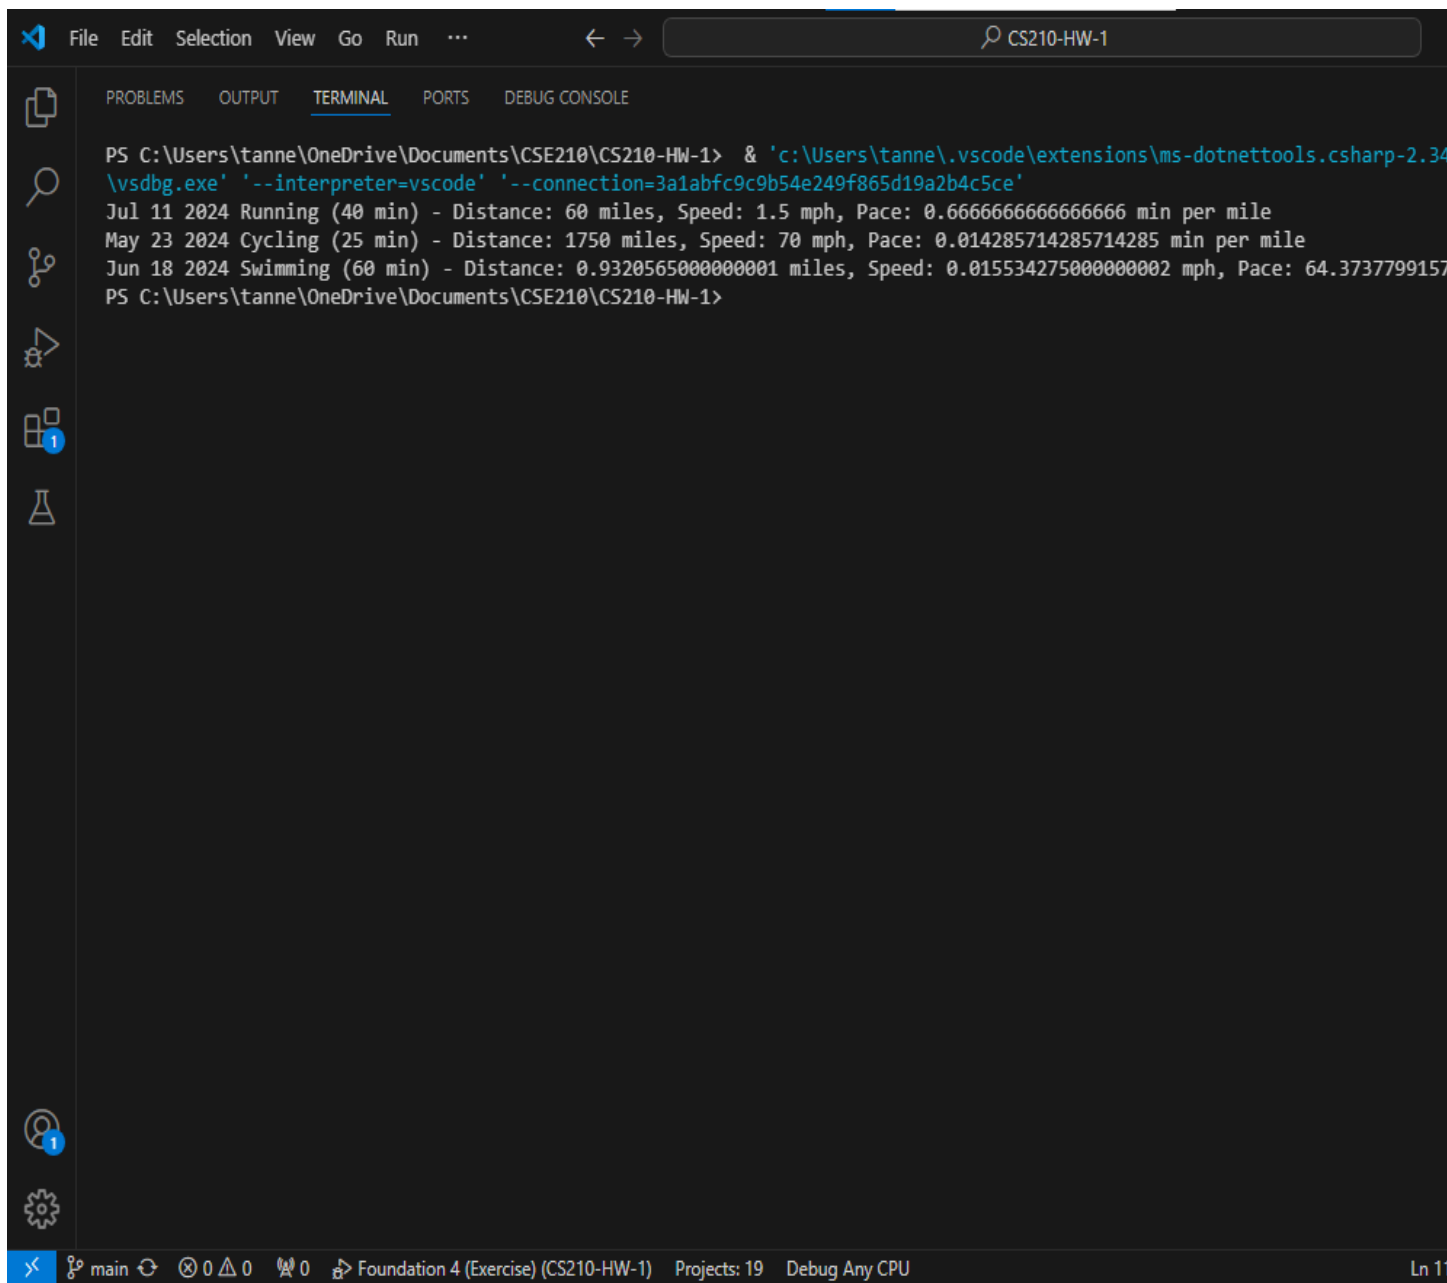 File Edit Selection View Go Run ··· ← → CS210-HW-1
PROBLEMS OUTPUT TERMINAL PORTS DEBUG CONSOLE
PS C:\Users\tanne\OneDrive\Documents\CSE210\CS210-HW-1>  & 'c:\Users\tanne\.vscode\extensions\ms-dotnettools.csharp-2.34
\vsdbg.exe' '--interpreter=vscode' '--connection=3a1abfc9c9b54e249f865d19a2b4c5ce'
Jul 11 2024 Running (40 min) - Distance: 60 miles, Speed: 1.5 mph, Pace: 0.6666666666666666 min per mile
May 23 2024 Cycling (25 min) - Distance: 1750 miles, Speed: 70 mph, Pace: 0.014285714285714285 min per mile
Jun 18 2024 Swimming (60 min) - Distance: 0.9320565000000001 miles, Speed: 0.015534275000000002 mph, Pace: 64.3737799157
PS C:\Users\tanne\OneDrive\Documents\CSE210\CS210-HW-1>
1
1
main 0 0 0 Foundation 4 (Exercise) (CS210-HW-1) Projects: 19 Debug Any CPU Ln 1